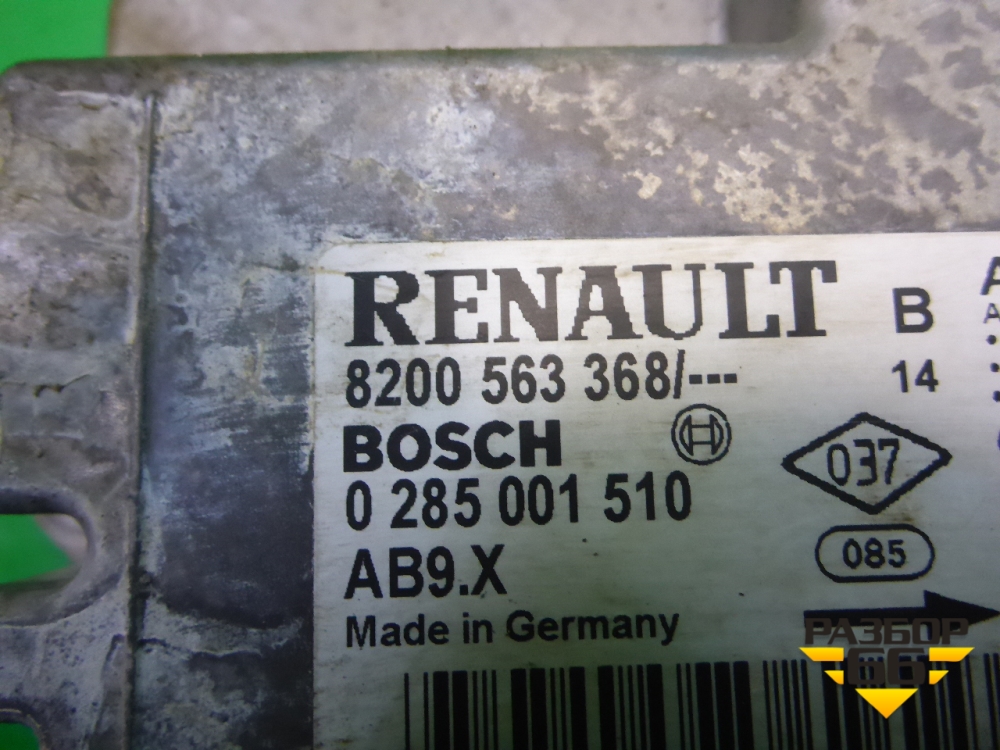 RENAULT B A
8200 563 368/--- 14 A
BOSCH
037
0 285 001 510
085
AB9.X
Made in Germany
РАЗБОР
66